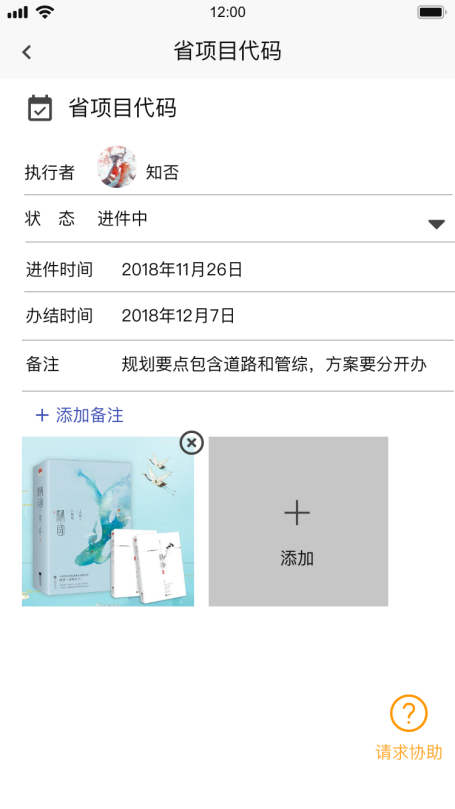 12:00
省项目代码
省项目代码
执行者 知否
状 态 进件中
进件时间 2018年11月26日
办结时间 2018年12月7日
备注 规划要点包含道路和管综，方案要分开办
+ 添加备注
添加
?
请求协助